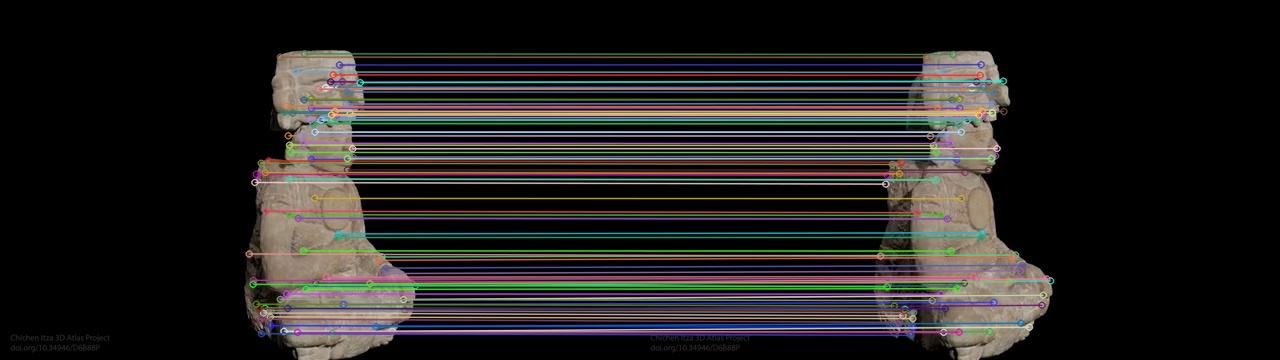 Chichen Itza 3D Atlas Project
doi.org/10.34946/D6B88P
Chichen Itza 3D Atlas Project
doi.org/10.34946/D6B88P